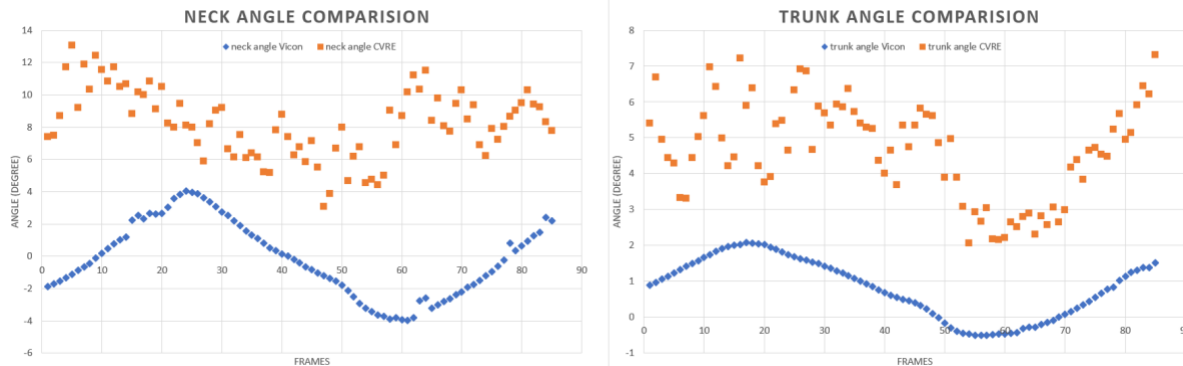 NECK ANGLE COMPARISION
neck angle Vicon
neck angle CVRE
ANGLE (DEGREE)
14
12
10
8
6
4
2
0
-2
-4
-6
0 10 20 30 40 50 60 70 80 90
FRAMES
TRUNK ANGLE COMPARISION
trunk angle Vicon
trunk angle CVRE
ANGLE (DEGREE)
8
7
6
5
4
3
2
1
0
-1
0 10 20 30 40 50 60 70 80 90
FRAMES